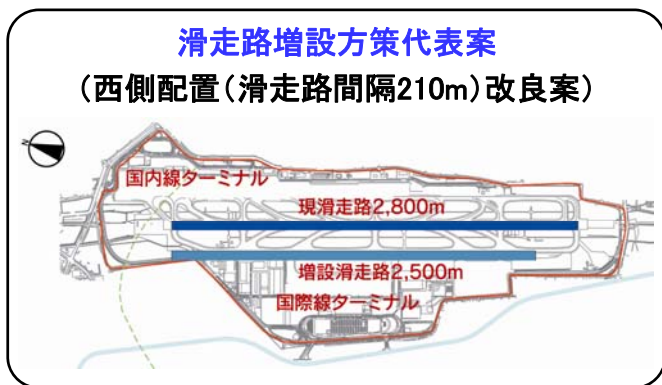 滑走路増設方策代表案
(西側配置(滑走路間隔210m)改良案)
国内線ターミナル
現滑走路2,800m
増設滑走路2,500m
国際線ターミナル